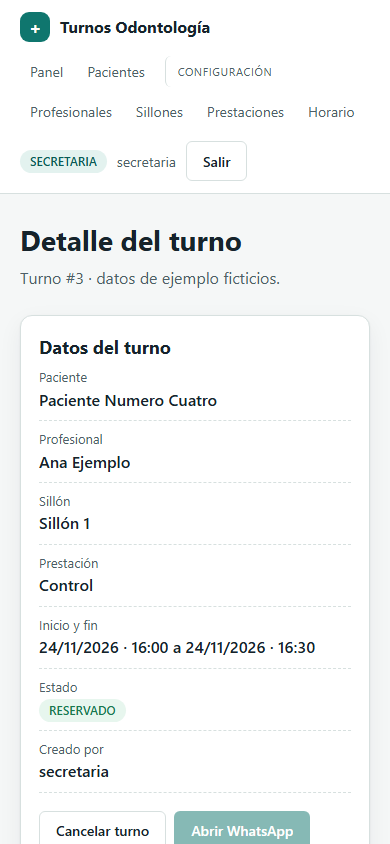 + Turnos Odontología
Panel Pacientes CONFIGURACIÓN
Profesionales Sillones Prestaciones Horario
SECRETARIA secretaria Salir
Detalle del turno
Turno #3 · datos de ejemplo ficticios.
Datos del turno
Paciente
Paciente Numero Cuatro
Profesional
Ana Ejemplo
Sillón
Sillón 1
Prestación
Control
Inicio y fin
24/11/2026 · 16:00 a 24/11/2026 · 16:30
Estado
RESERVADO
Creado por
secretaria
Cancelar turno Abrir WhatsApp